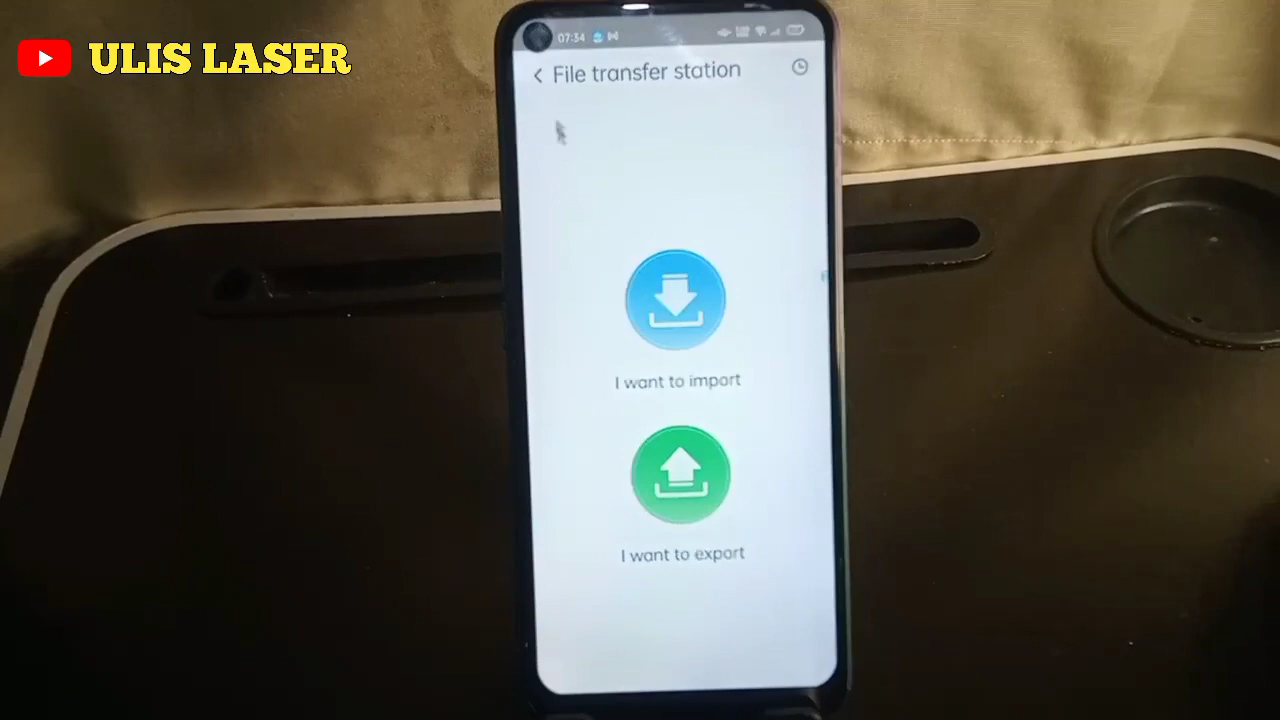 ULIS LASER
07:34
File transfer station
I want to import
I want to export